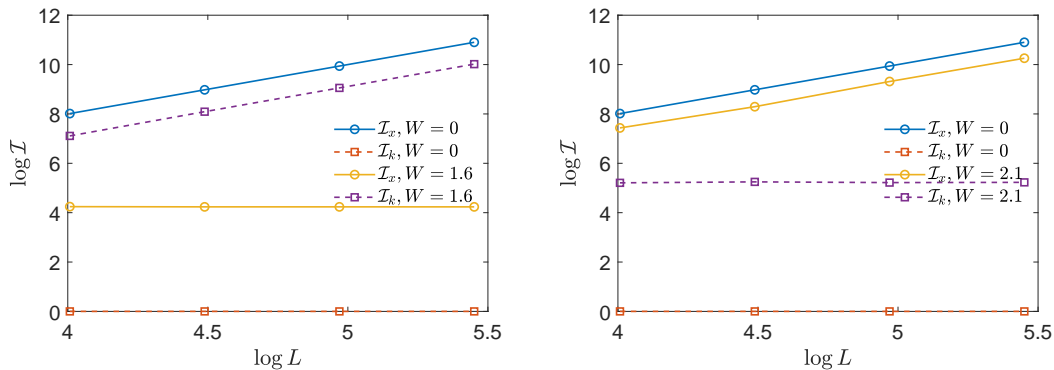 12
10
8
6
4
2
0
log 𝓘
4
4.5
5
5.5
log L
𝓘ₓ, W = 0
𝓘ₖ, W = 0
𝓘ₓ, W = 1.6
𝓘ₖ, W = 1.6
12
10
8
6
4
2
0
log 𝓘
4
4.5
5
5.5
log L
𝓘ₓ, W = 0
𝓘ₖ, W = 0
𝓘ₓ, W = 2.1
𝓘ₖ, W = 2.1